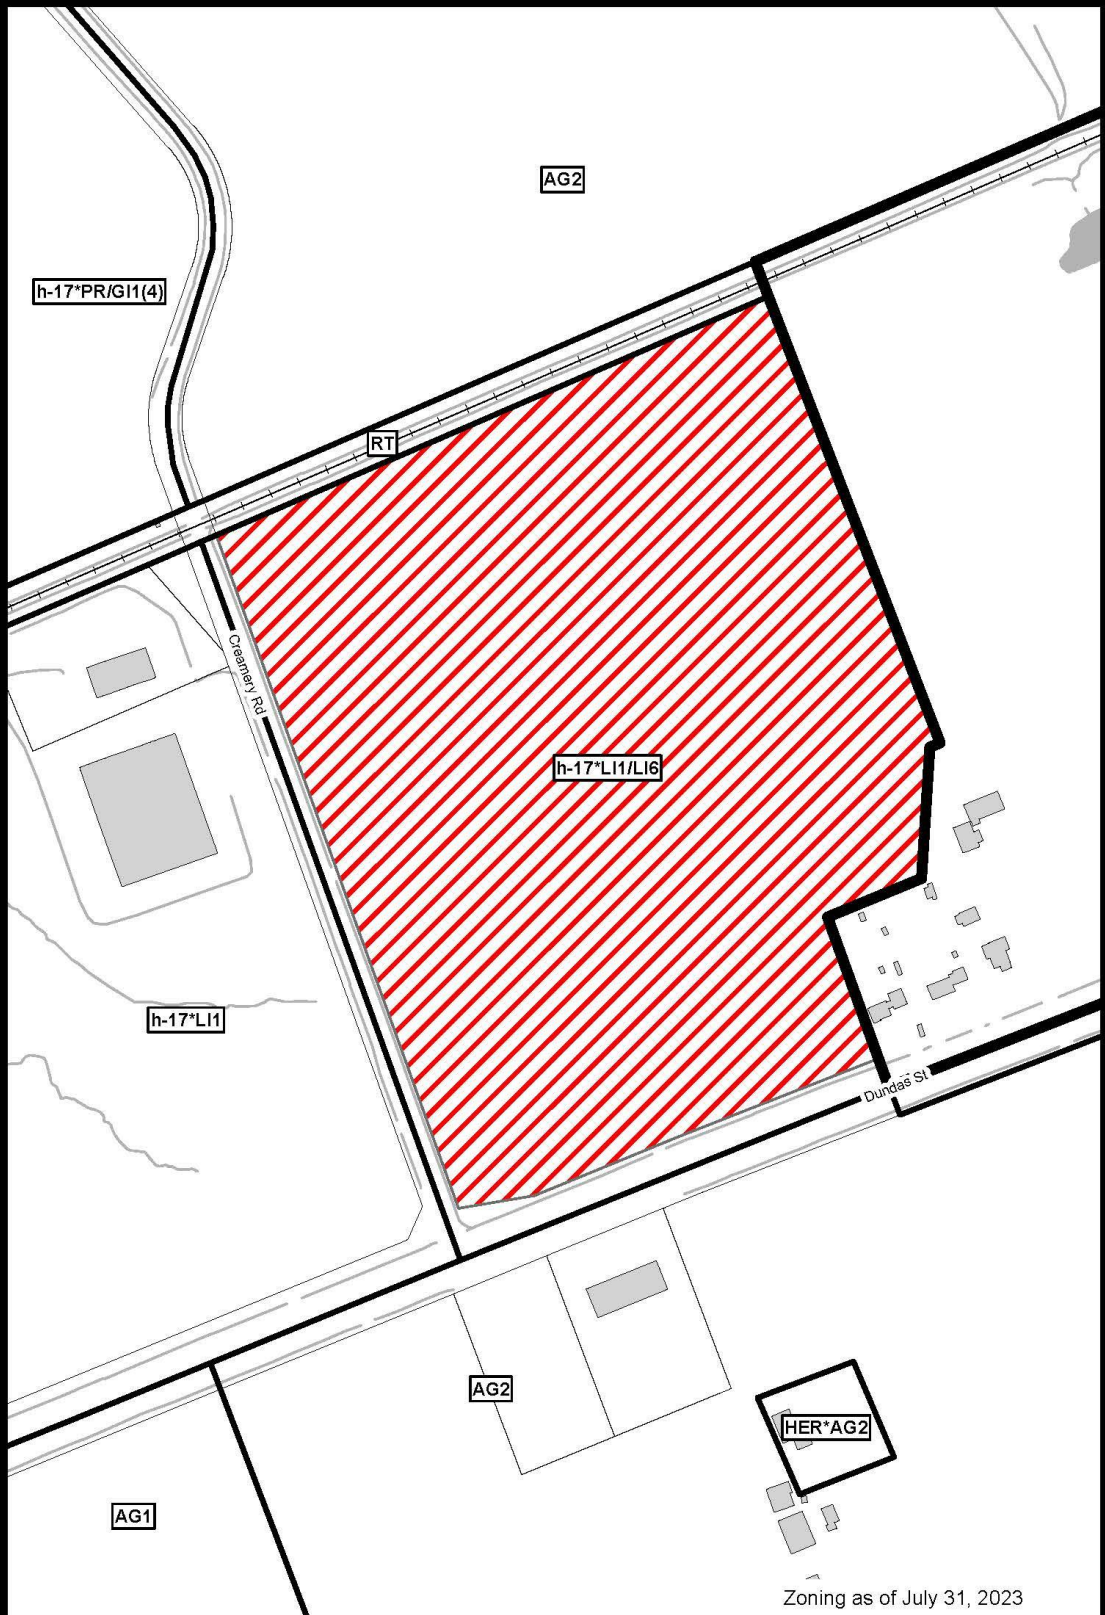 AG2
h-17*PR/GI1(4)
RT
Creamery Rd
h-17*LI1/LI6
h-17*LI1
Dundas St
AG2
HER*AG2
AG1
Zoning as of July 31, 2023